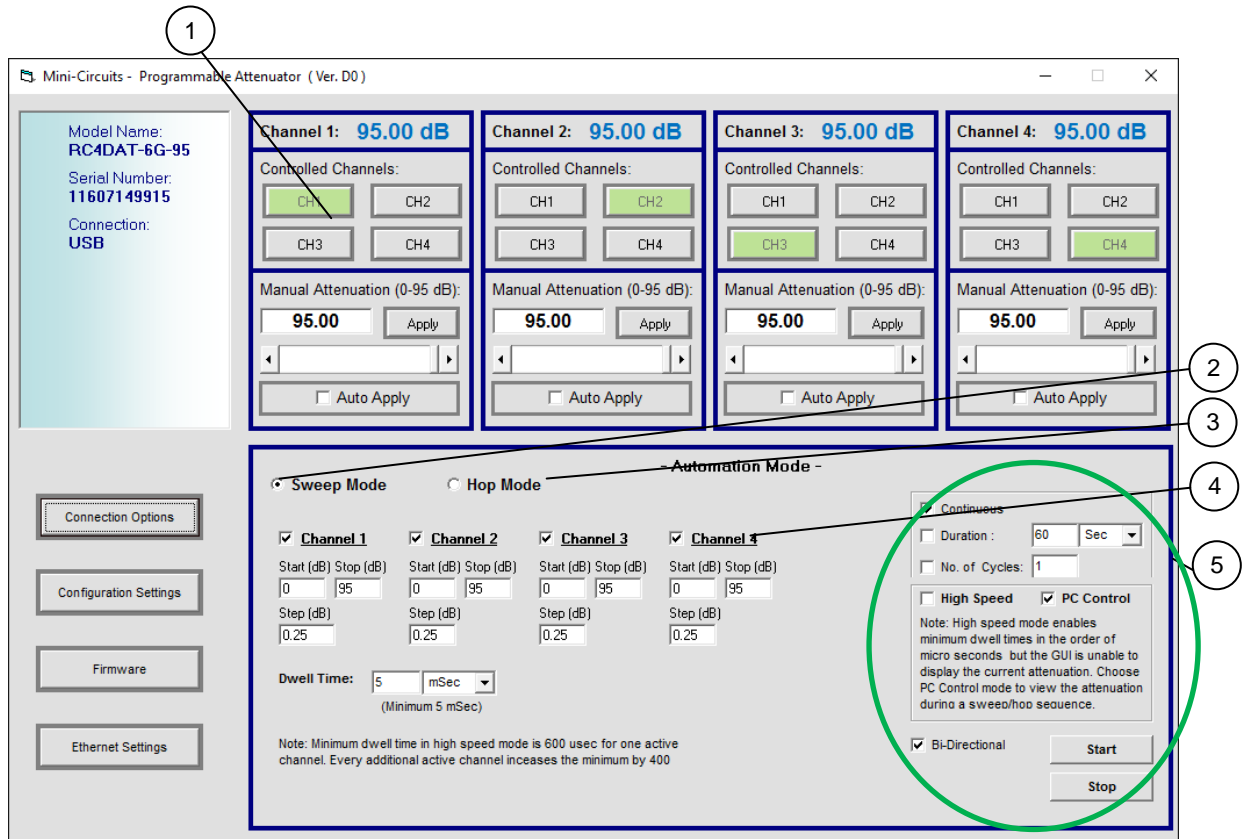 1
Mini-Circuits - Programmable Attenuator ( Ver. D0 )
Model Name:
RC4DAT-6G-95
Serial Number:
11607149915
Connection:
USB
Channel 1: 95.00 dB
Controlled Channels:
CH1 CH2
CH3 CH4
Manual Attenuation (0-95 dB):
95.00 Apply
Auto Apply
Channel 2: 95.00 dB
Controlled Channels:
CH1 CH2
CH3 CH4
Manual Attenuation (0-95 dB):
95.00 Apply
Auto Apply
Channel 3: 95.00 dB
Controlled Channels:
CH1 CH2
CH3 CH4
Manual Attenuation (0-95 dB):
95.00 Apply
Auto Apply
Channel 4: 95.00 dB
Controlled Channels:
CH1 CH2
CH3 CH4
Manual Attenuation (0-95 dB):
95.00 Apply
Auto Apply
2
3
4
5
Connection Options
Configuration Settings
Firmware
Ethernet Settings
- Automation Mode -
Sweep Mode Hop Mode
Channel 1 Channel 2 Channel 3 Channel 4
Start (dB) Stop (dB) Start (dB) Stop (dB) Start (dB) Stop (dB) Start (dB) Stop (dB)
0 95 0 95 0 95 0 95
Step (dB) Step (dB) Step (dB) Step (dB)
0.25 0.25 0.25 0.25
Dwell Time: 5 mSec
(Minimum 5 mSec)
Note: Minimum dwell time in high speed mode is 600 usec for one active
channel. Every additional active channel inceases the minimum by 400
Continuous
Duration : 60 Sec
No. of Cycles: 1
High Speed PC Control
Note: High speed mode enables
minimum dwell times in the order of
micro seconds but the GUI is unable to
display the current attenuation. Choose
PC Control mode to view the attenuation
during a sweep/hop sequence.
Bi-Directional Start
Stop